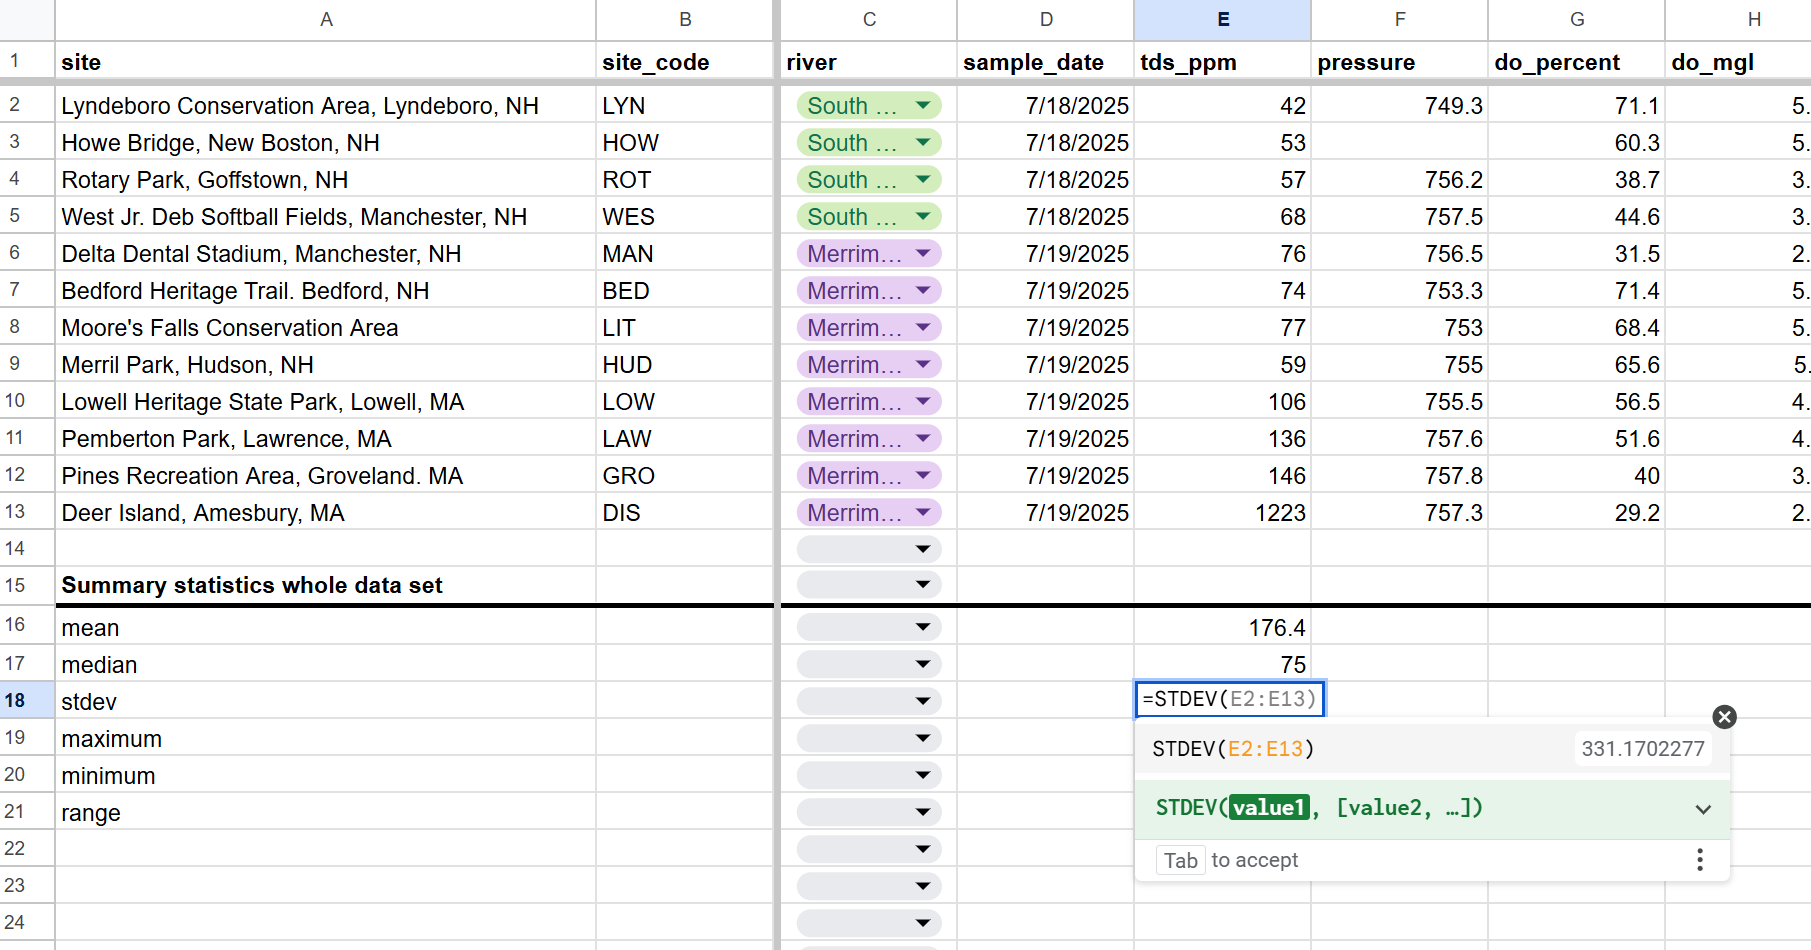 A B C D E F G H
1 site site_code river sample_date tds_ppm pressure do_percent do_mgl
2 Lyndeboro Conservation Area, Lyndeboro, NH LYN South ... 7/18/2025 42 749.3 71.1 5.
3 Howe Bridge, New Boston, NH HOW South ... 7/18/2025 53 60.3 5.
4 Rotary Park, Goffstown, NH ROT South ... 7/18/2025 57 756.2 38.7 3.
5 West Jr. Deb Softball Fields, Manchester, NH WES South ... 7/18/2025 68 757.5 44.6 3.
6 Delta Dental Stadium, Manchester, NH MAN Merrim... 7/19/2025 76 756.5 31.5 2.
7 Bedford Heritage Trail. Bedford, NH BED Merrim... 7/19/2025 74 753.3 71.4 5.
8 Moore's Falls Conservation Area LIT Merrim... 7/19/2025 77 753 68.4 5.
9 Merril Park, Hudson, NH HUD Merrim... 7/19/2025 59 755 65.6 5.
10 Lowell Heritage State Park, Lowell, MA LOW Merrim... 7/19/2025 106 755.5 56.5 4.
11 Pemberton Park, Lawrence, MA LAW Merrim... 7/19/2025 136 757.6 51.6 4.
12 Pines Recreation Area, Groveland. MA GRO Merrim... 7/19/2025 146 757.8 40 3.
13 Deer Island, Amesbury, MA DIS Merrim... 7/19/2025 1223 757.3 29.2 2.
14
15 Summary statistics whole data set
16 mean 176.4
17 median 75
18 stdev =STDEV(E2:E13)
19 maximum STDEV(E2:E13) 331.1702277
20 minimum
21 range STDEV(value1, [value2, …])
22 Tab to accept
23
24